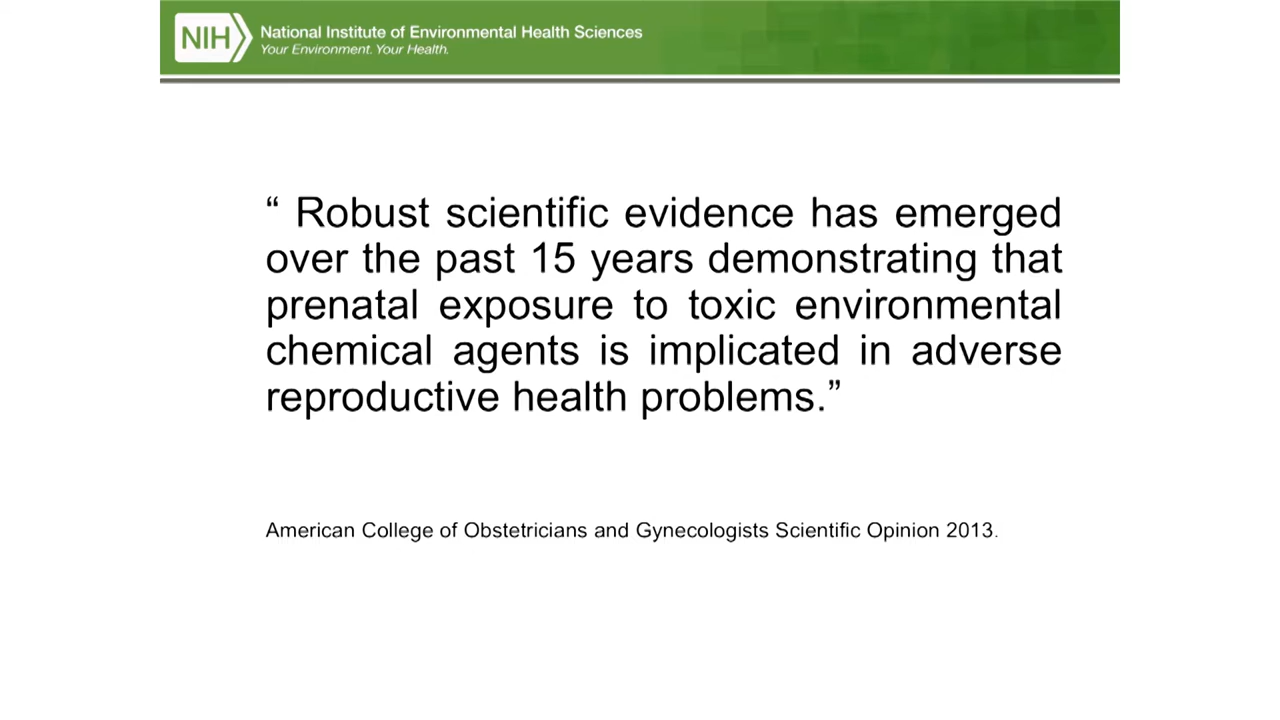 NIH
National Institute of Environmental Health Sciences
Your Environment. Your Health.
“ Robust scientific evidence has emerged
over the past 15 years demonstrating that
prenatal exposure to toxic environmental
chemical agents is implicated in adverse
reproductive health problems.”
American College of Obstetricians and Gynecologists Scientific Opinion 2013.